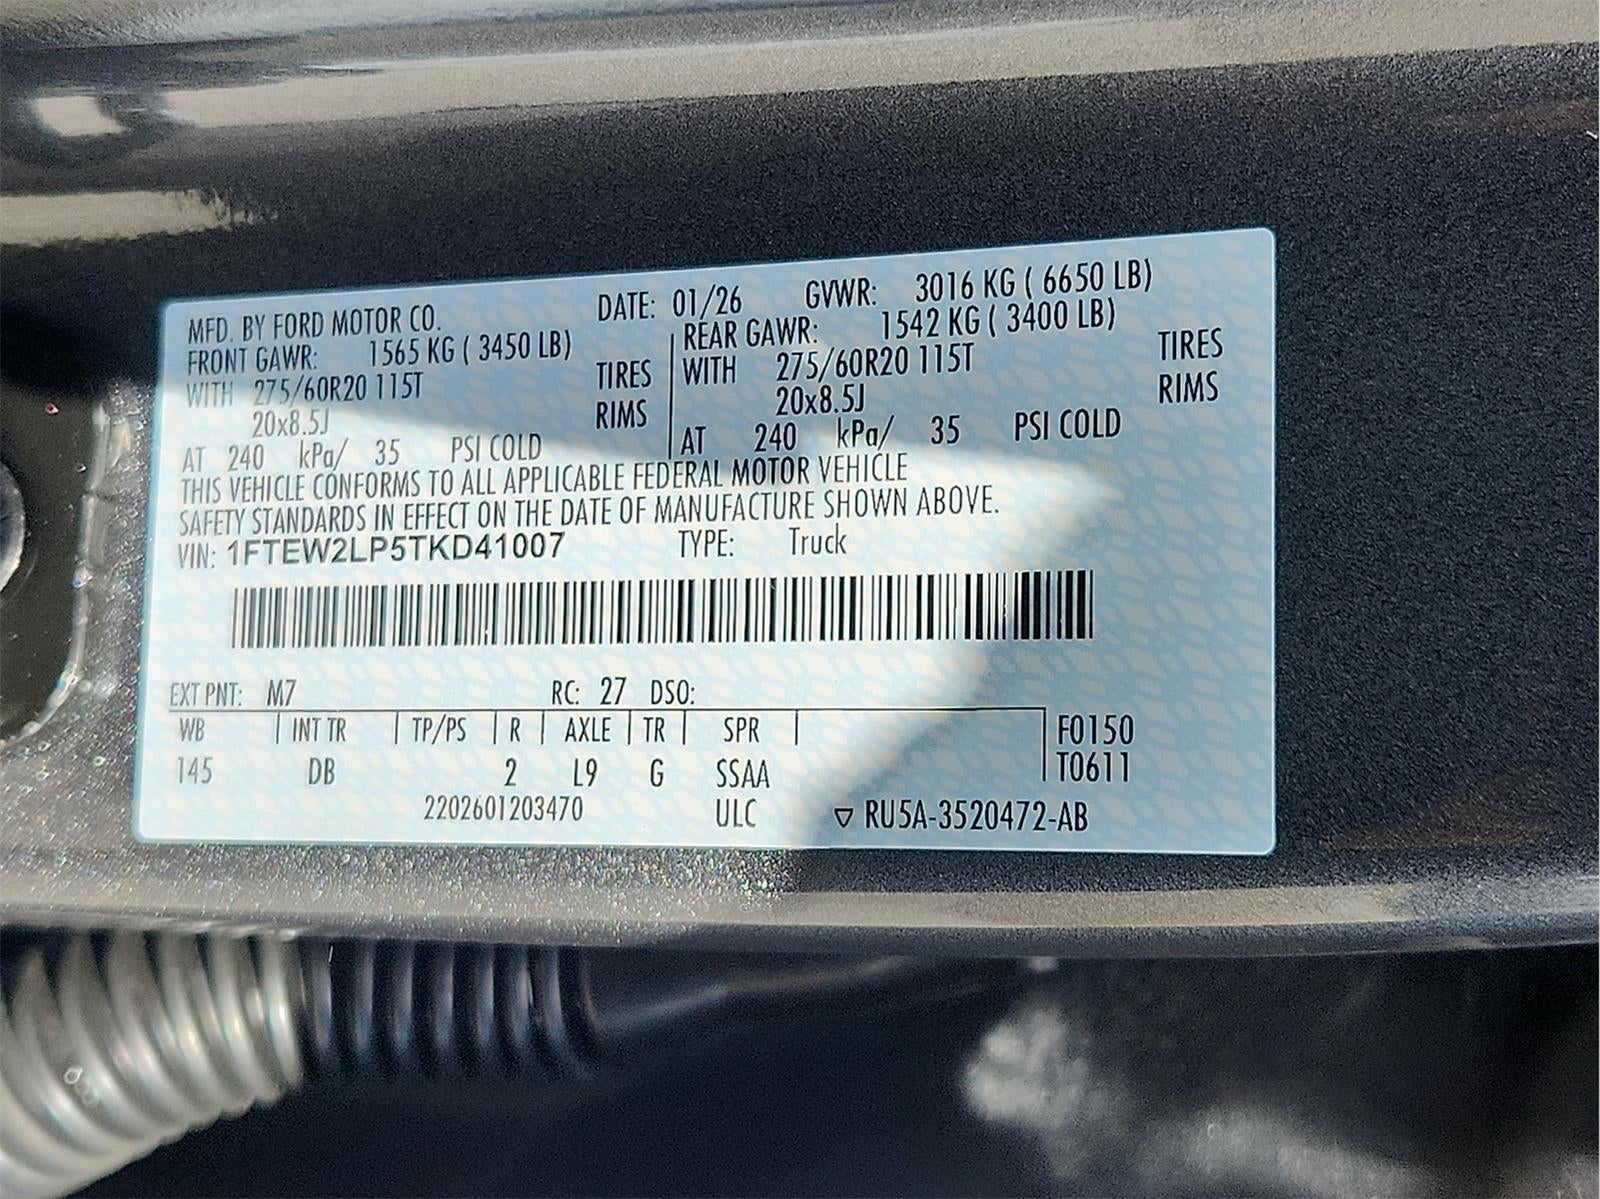 MFD. BY FORD MOTOR CO. DATE: 01/26 GVWR: 3016 KG ( 6650 LB)
FRONT GAWR: 1565 KG ( 3450 LB) REAR GAWR: 1542 KG ( 3400 LB)
WITH 275/60R20 115T TIRES WITH 275/60R20 115T TIRES
20x8.5J RIMS 20x8.5J RIMS
AT 240 kPa/ 35 PSI COLD AT 240 kPa/ 35 PSI COLD
THIS VEHICLE CONFORMS TO ALL APPLICABLE FEDERAL MOTOR VEHICLE
SAFETY STANDARDS IN EFFECT ON THE DATE OF MANUFACTURE SHOWN ABOVE.
VIN: 1FTEW2LP5TKD41007 TYPE: Truck
EXT PNT: M7 RC: 27 DSO:
WB INT TR TP/PS R AXLE TR SPR F0150
145 DB 2 L9 G SSAA T0611
2202601203470 ULC ▽ RU5A-3520472-AB